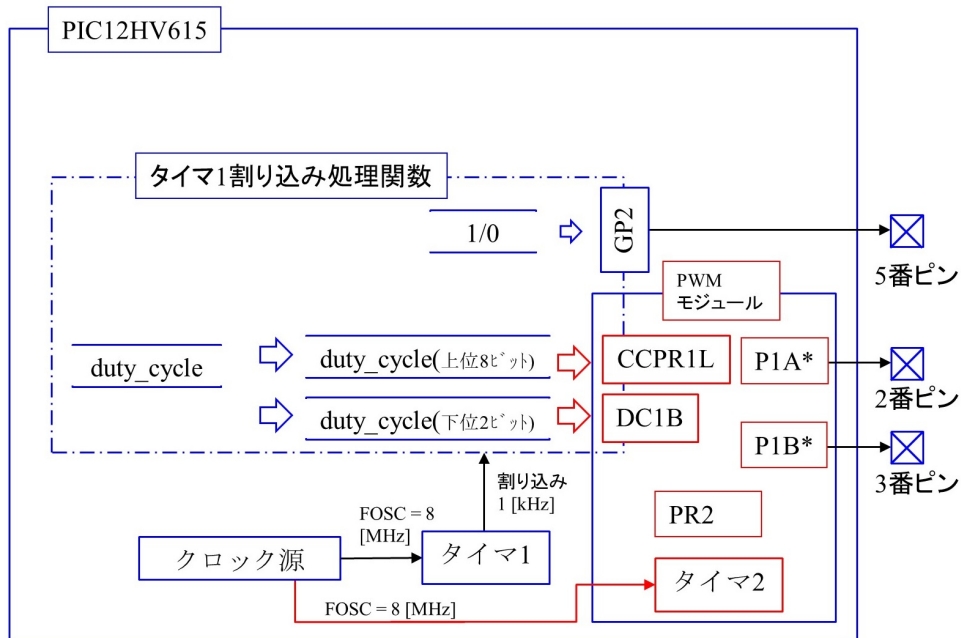 PIC12HV615
タイマ1割り込み処理関数
1/0
GP2
5番ピン
PWM
モジュール
duty_cycle
duty_cycle(上位8ﾋﾞｯﾄ)
CCPR1L
P1A*
2番ピン
duty_cycle(下位2ﾋﾞｯﾄ)
DC1B
P1B*
3番ピン
割り込み
1 [kHz]
FOSC = 8
[MHz]
PR2
クロック源
タイマ1
タイマ2
FOSC = 8 [MHz]